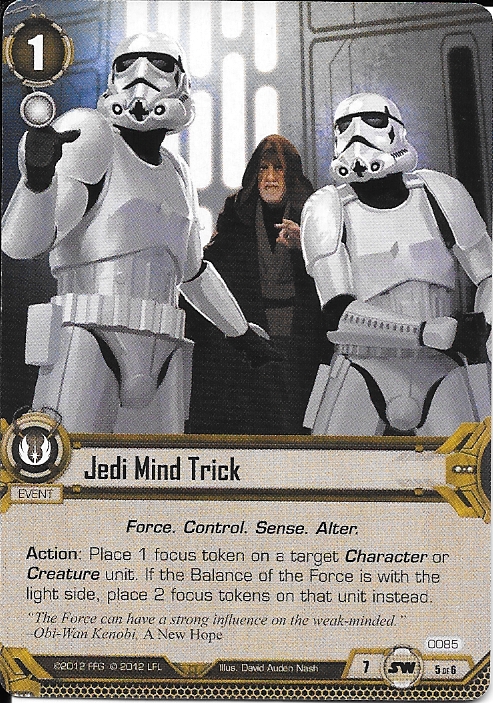 1
Jedi Mind Trick
EVENT
Force. Control. Sense. Alter.
Action: Place 1 focus token on a target Character or
Creature unit. If the Balance of the Force is with the
light side, place 2 focus tokens on that unit instead.
"The Force can have a strong influence on the weak-minded."
–Obi-Wan Kenobi, A New Hope
0085
©2012 FFG © 2012 LFL
Illus. David Auden Nash
7
SW
5 OF 6